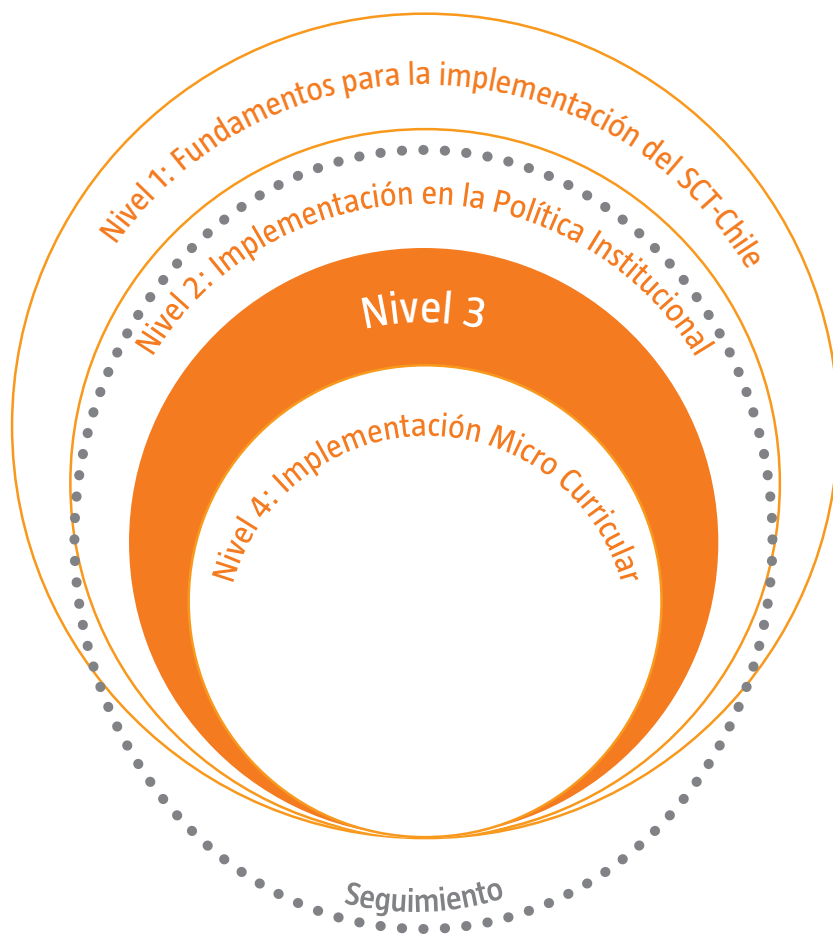 Nivel 1: Fundamentos para la implementación del SCT-Chile
Nivel 2: Implementación en la Política Institucional
Nivel 3
Nivel 4: Implementación Micro Curricular
Seguimiento